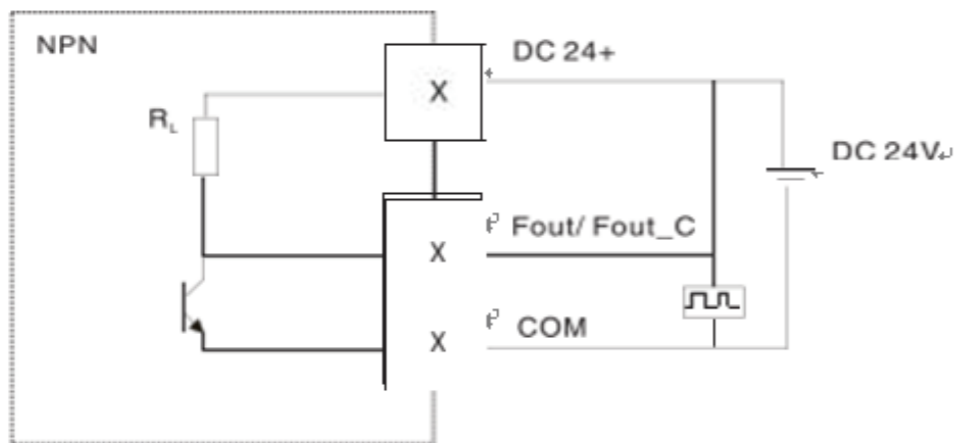 NPN
DC 24+
X
RL
DC 24V
Fout/ Fout_C
X
COM
X